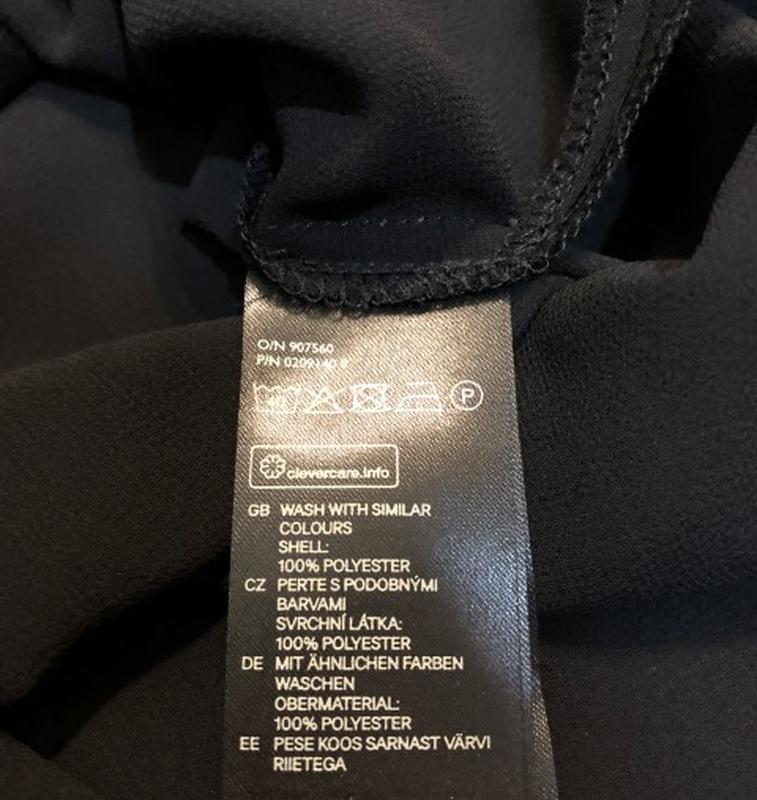 O/N 907560
P/N
P
clevercare.info
GB WASH WITH SIMILAR
COLOURS
SHELL:
100% POLYESTER
CZ PERTE S PODOBNÝMI
BARVAMI
SVRCHNÍ LÁTKA:
100% POLYESTER
DE MIT ÄHNLICHEN FARBEN
WASCHEN
OBERMATERIAL:
100% POLYESTER
EE PESE KOOS SARNAST VÄRVI
RIIETEGA